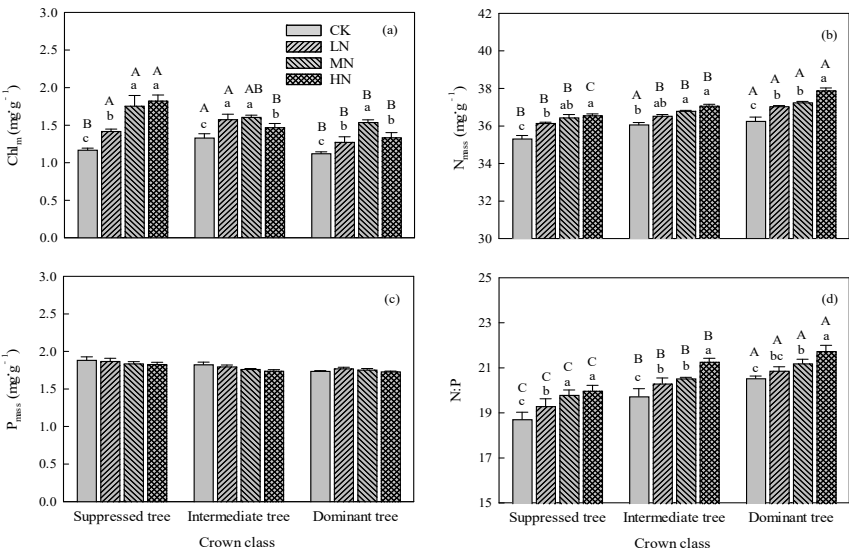 3.0
2.5
2.0
1.5
1.0
0.5
0.0
Chlm (mg·g-1)
(a)
CK
LN
MN
HN
B A A A
c b a a
A A AB B
c a a b
B B B B
c b a b
42
40
38
36
34
32
30
Nmass (mg·g-1)
(b)
B B B C
c b ab a
A B B B
b ab a a
A A A A
c b b a
3.0
2.5
2.0
1.5
1.0
0.5
0.0
Pmass (mg·g-1)
(c)
Suppressed tree Intermediate tree Dominant tree
Crown class
25
23
21
19
17
15
N:P
(d)
C C C C
c b a a
B B B B
c b b a
A A A A
c bc b a
Suppressed tree Intermediate tree Dominant tree
Crown class